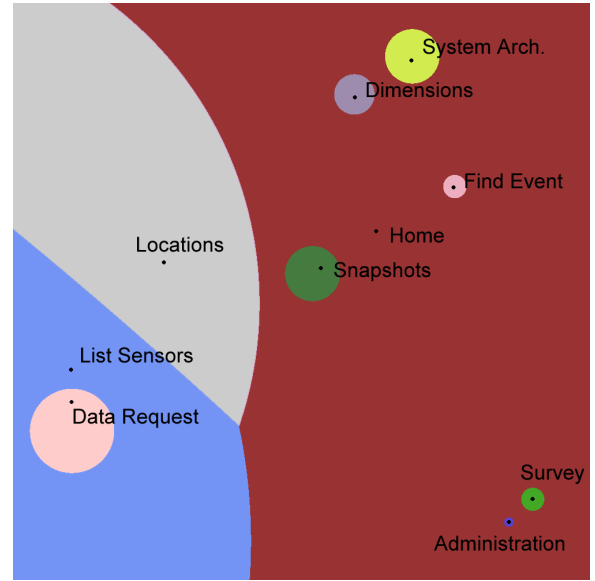 System Arch.
Dimensions
Find Event
Home
Locations
Snapshots
List Sensors
Data Request
Survey
Administration